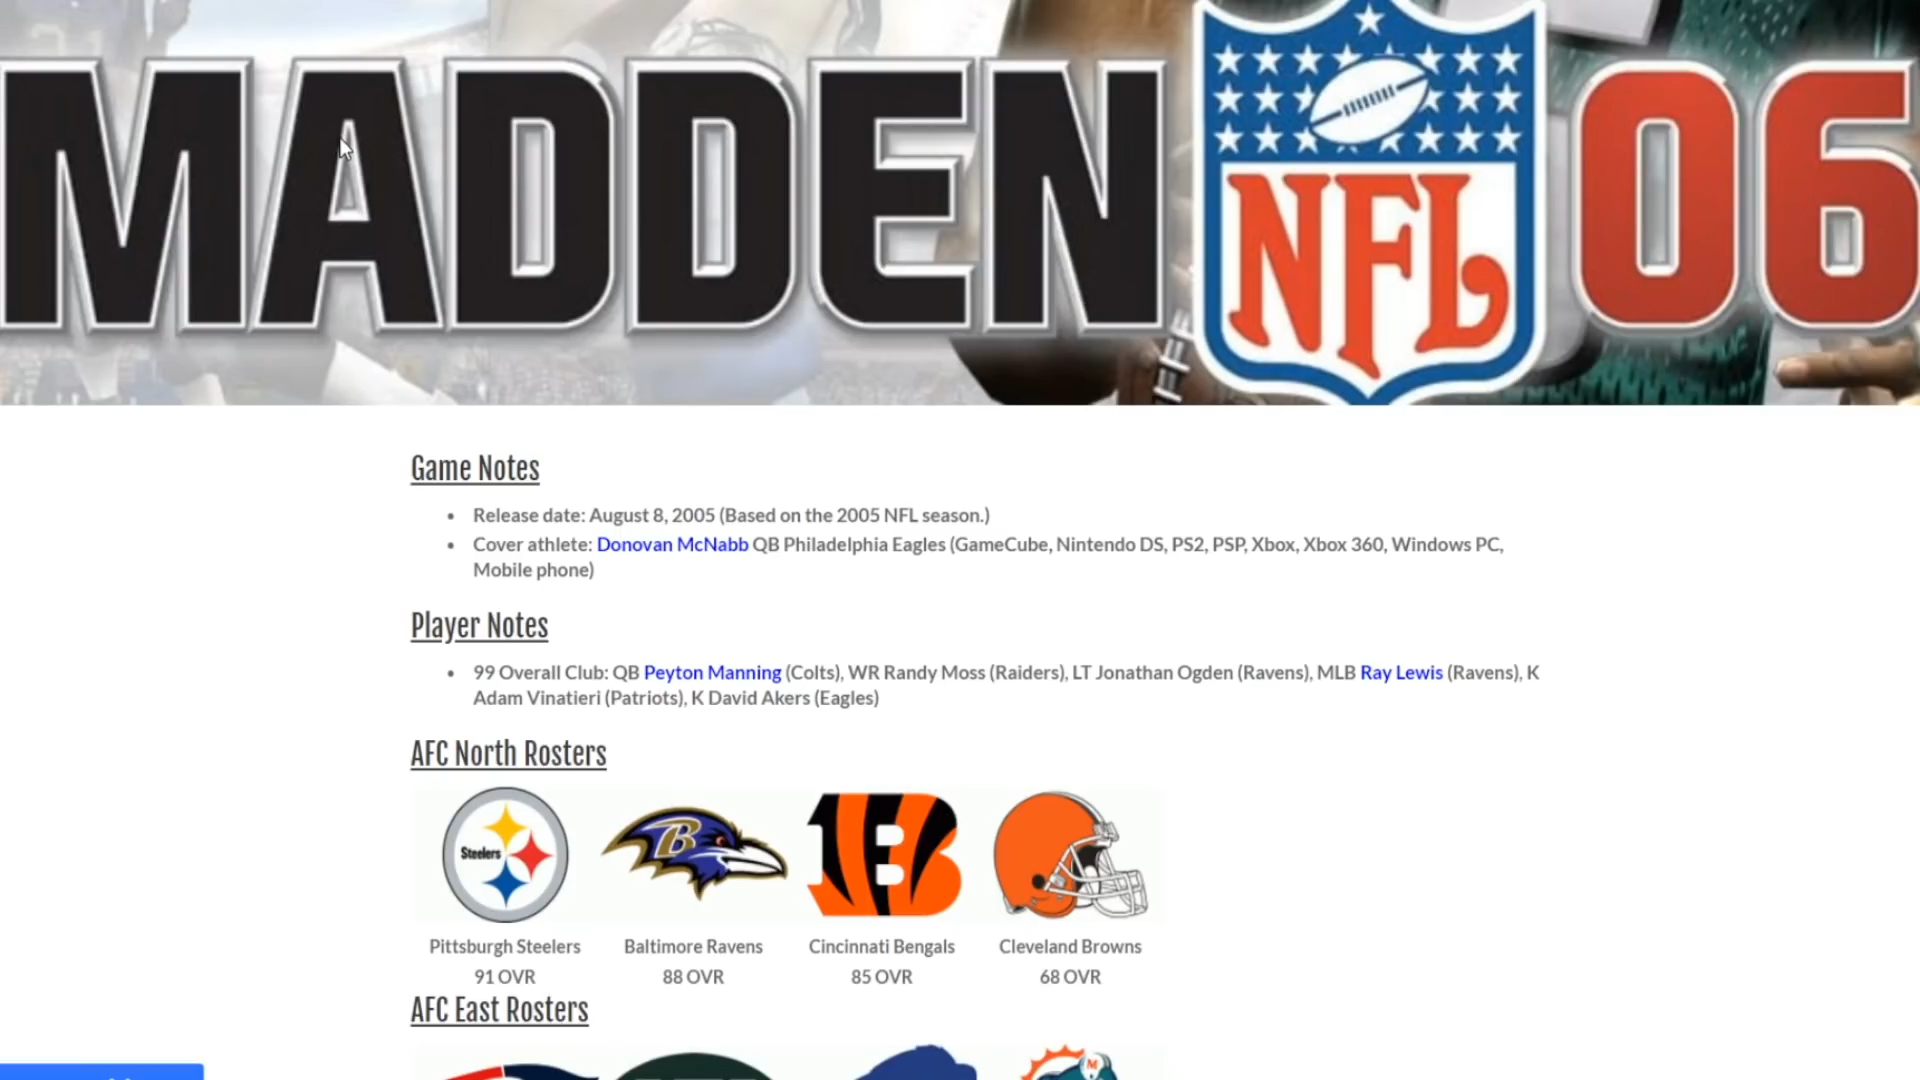 MADDEN NFL 06
Game Notes
• Release date: August 8, 2005 (Based on the 2005 NFL season.)
• Cover athlete: Donovan McNabb QB Philadelphia Eagles (GameCube, Nintendo DS, PS2, PSP, Xbox, Xbox 360, Windows PC,
Mobile phone)
Player Notes
• 99 Overall Club: QB Peyton Manning (Colts), WR Randy Moss (Raiders), LT Jonathan Ogden (Ravens), MLB Ray Lewis (Ravens), K
Adam Vinatieri (Patriots), K David Akers (Eagles)
AFC North Rosters
Steelers B B
Pittsburgh Steelers Baltimore Ravens Cincinnati Bengals Cleveland Browns
91 OVR 88 OVR 85 OVR 68 OVR
AFC East Rosters
M